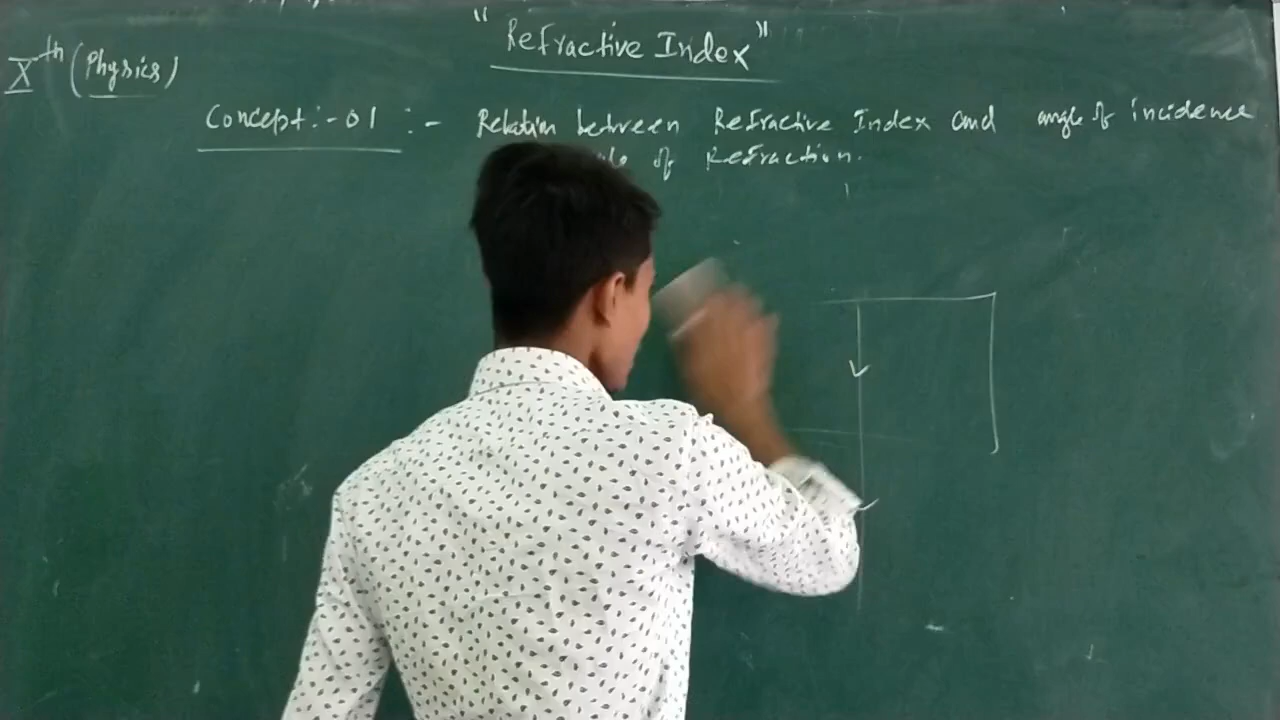 "Refractive Index"
Xth (Physics)
Concept:-01 :- Relation between Refractive Index and angle of incidence
of Refraction.